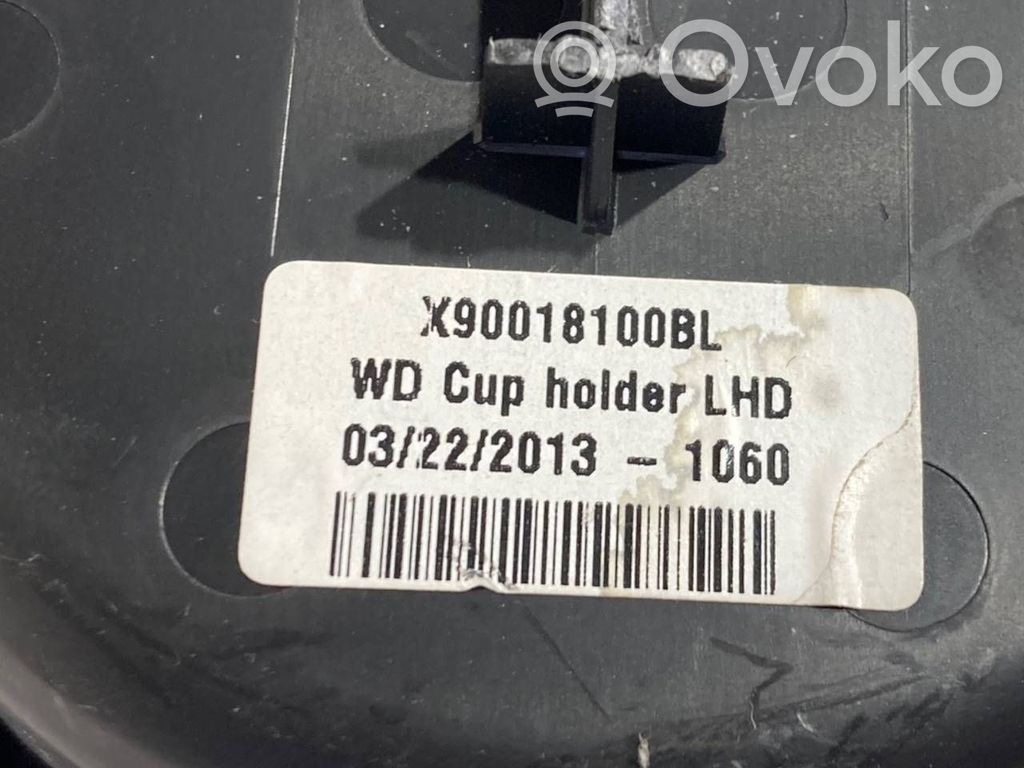 Ovoko
X90018100BL
WD Cup holder LHD
03/22/2013 - 1060